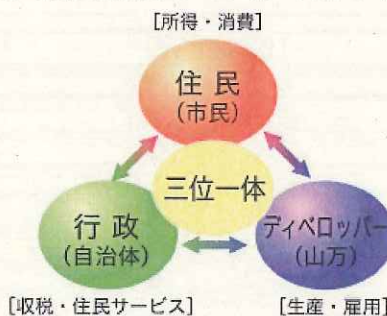 [所得・消費]
住民
(市民)
三位一体
行政
(自治体)
ディベロッパー
(山万)
[収税・住民サービス]
[生産・雇用]